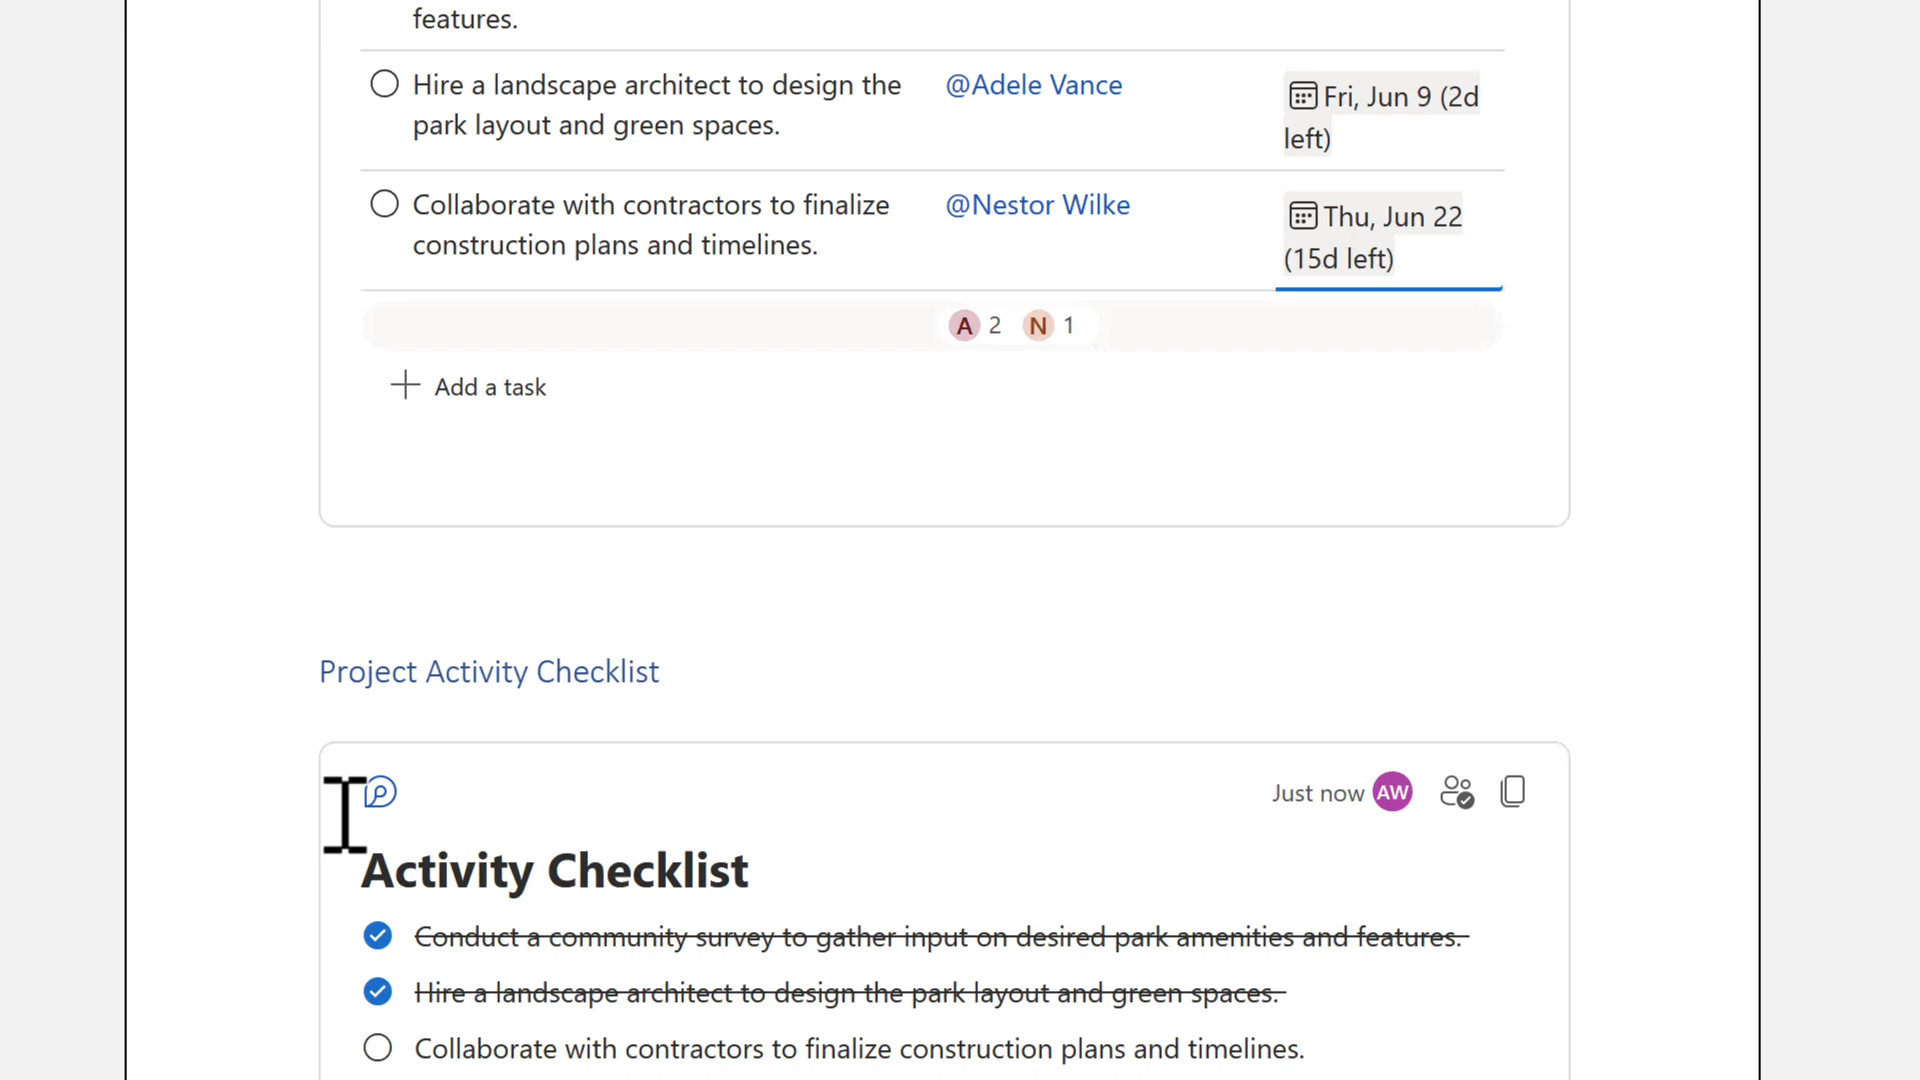 features.
Hire a landscape architect to design the
park layout and green spaces.
@Adele Vance
Fri, Jun 9 (2d
left)
Collaborate with contractors to finalize
construction plans and timelines.
@Nestor Wilke
Thu, Jun 22
(15d left)
A 2 N 1
Add a task
Project Activity Checklist
Just now AW
Activity Checklist
Conduct a community survey to gather input on desired park amenities and features.
Hire a landscape architect to design the park layout and green spaces.
Collaborate with contractors to finalize construction plans and timelines.